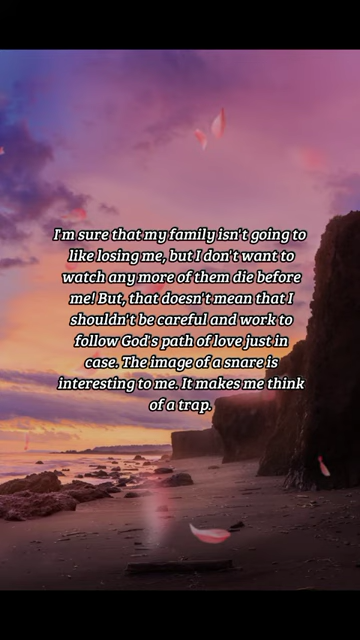 I'm sure that my family isn't going to
like losing me, but I don't want to
watch any more of them die before
me! But, that doesn't mean that I
shouldn't be careful and work to
follow God's path of love just in
case. The image of a snare is
interesting to me. It makes me think
of a trap.